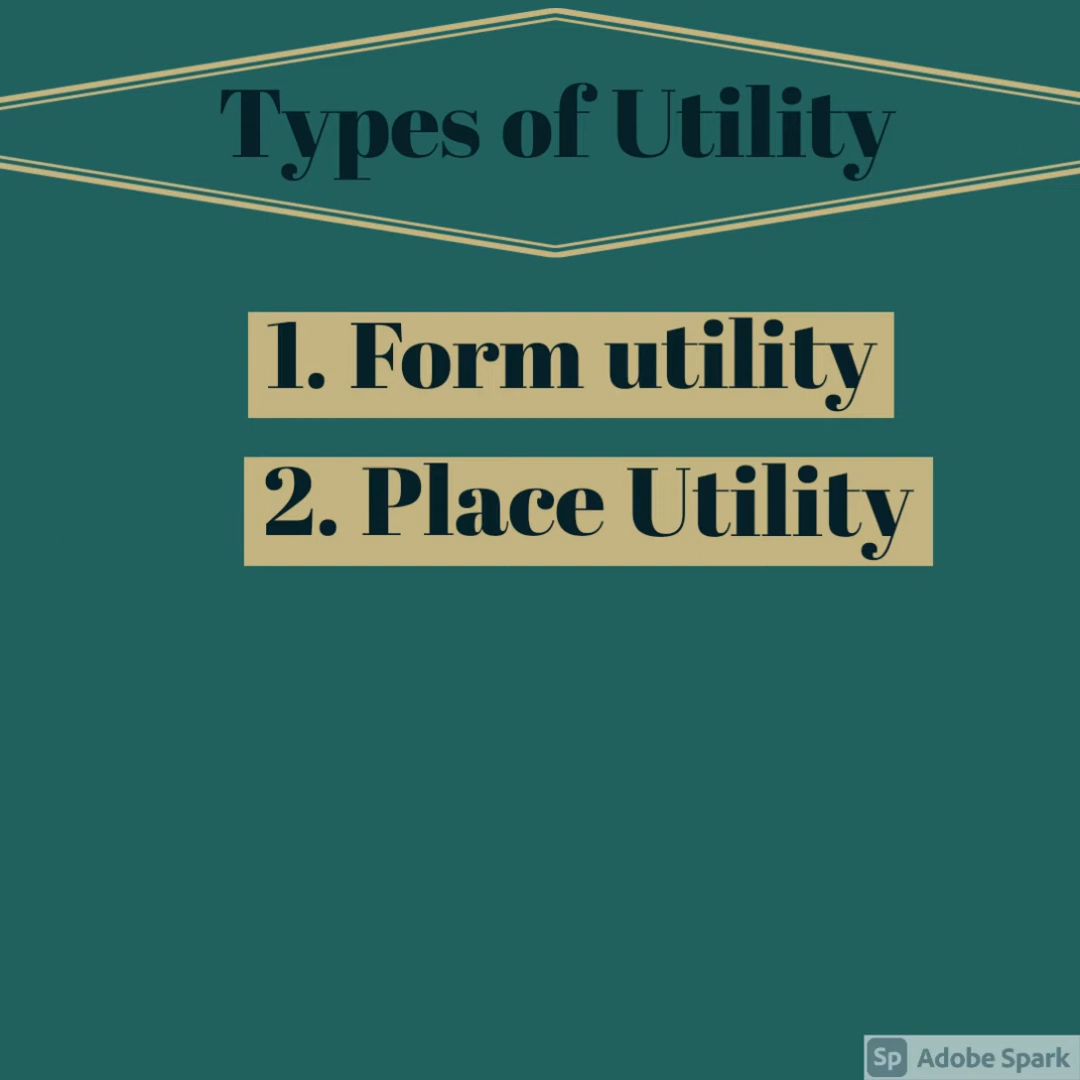 Types of Utility
1. Form utility
2. Place Utility
Sp Adobe Spark